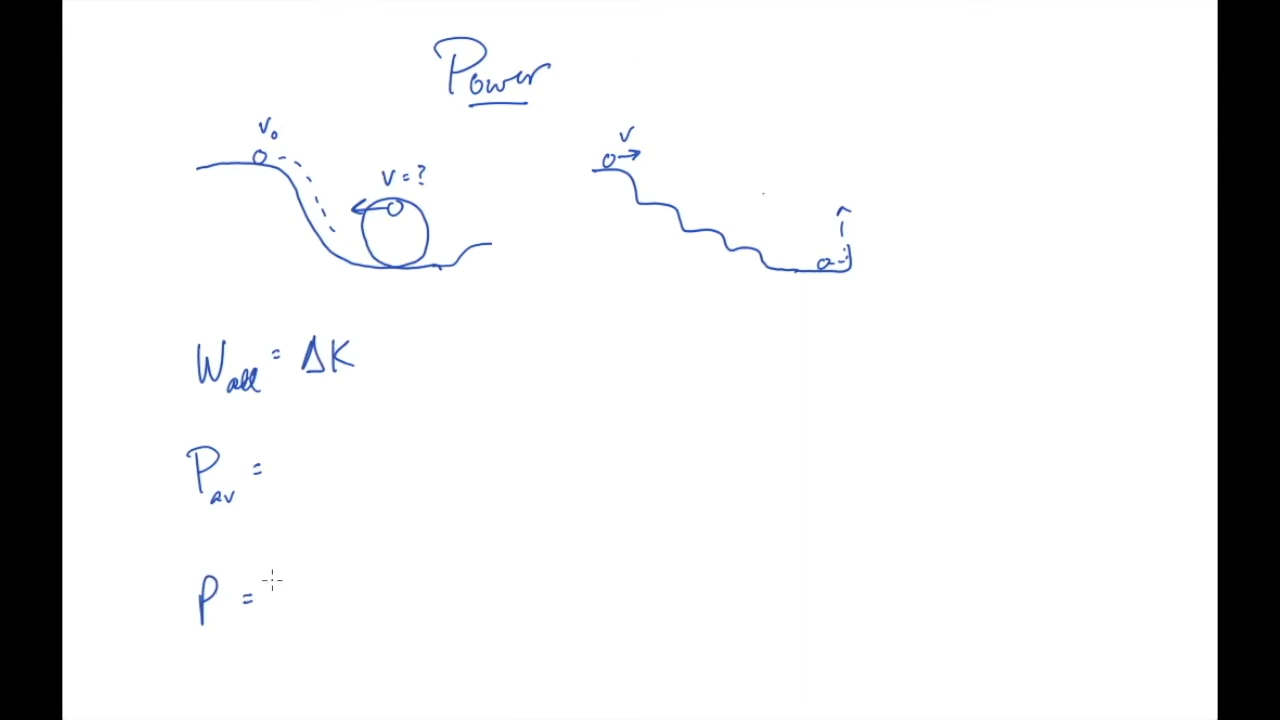 Power
v₀
v = ?
v
W_all = ΔK
P_av =
P =